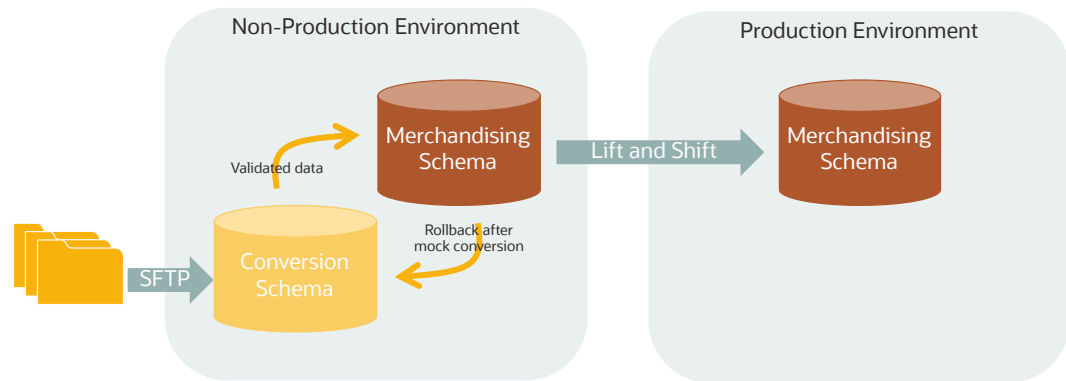 Non-Production Environment
Production Environment
Merchandising
Schema
Lift and Shift
Merchandising
Schema
Validated data
Rollback after
mock conversion
SFTP
Conversion
Schema